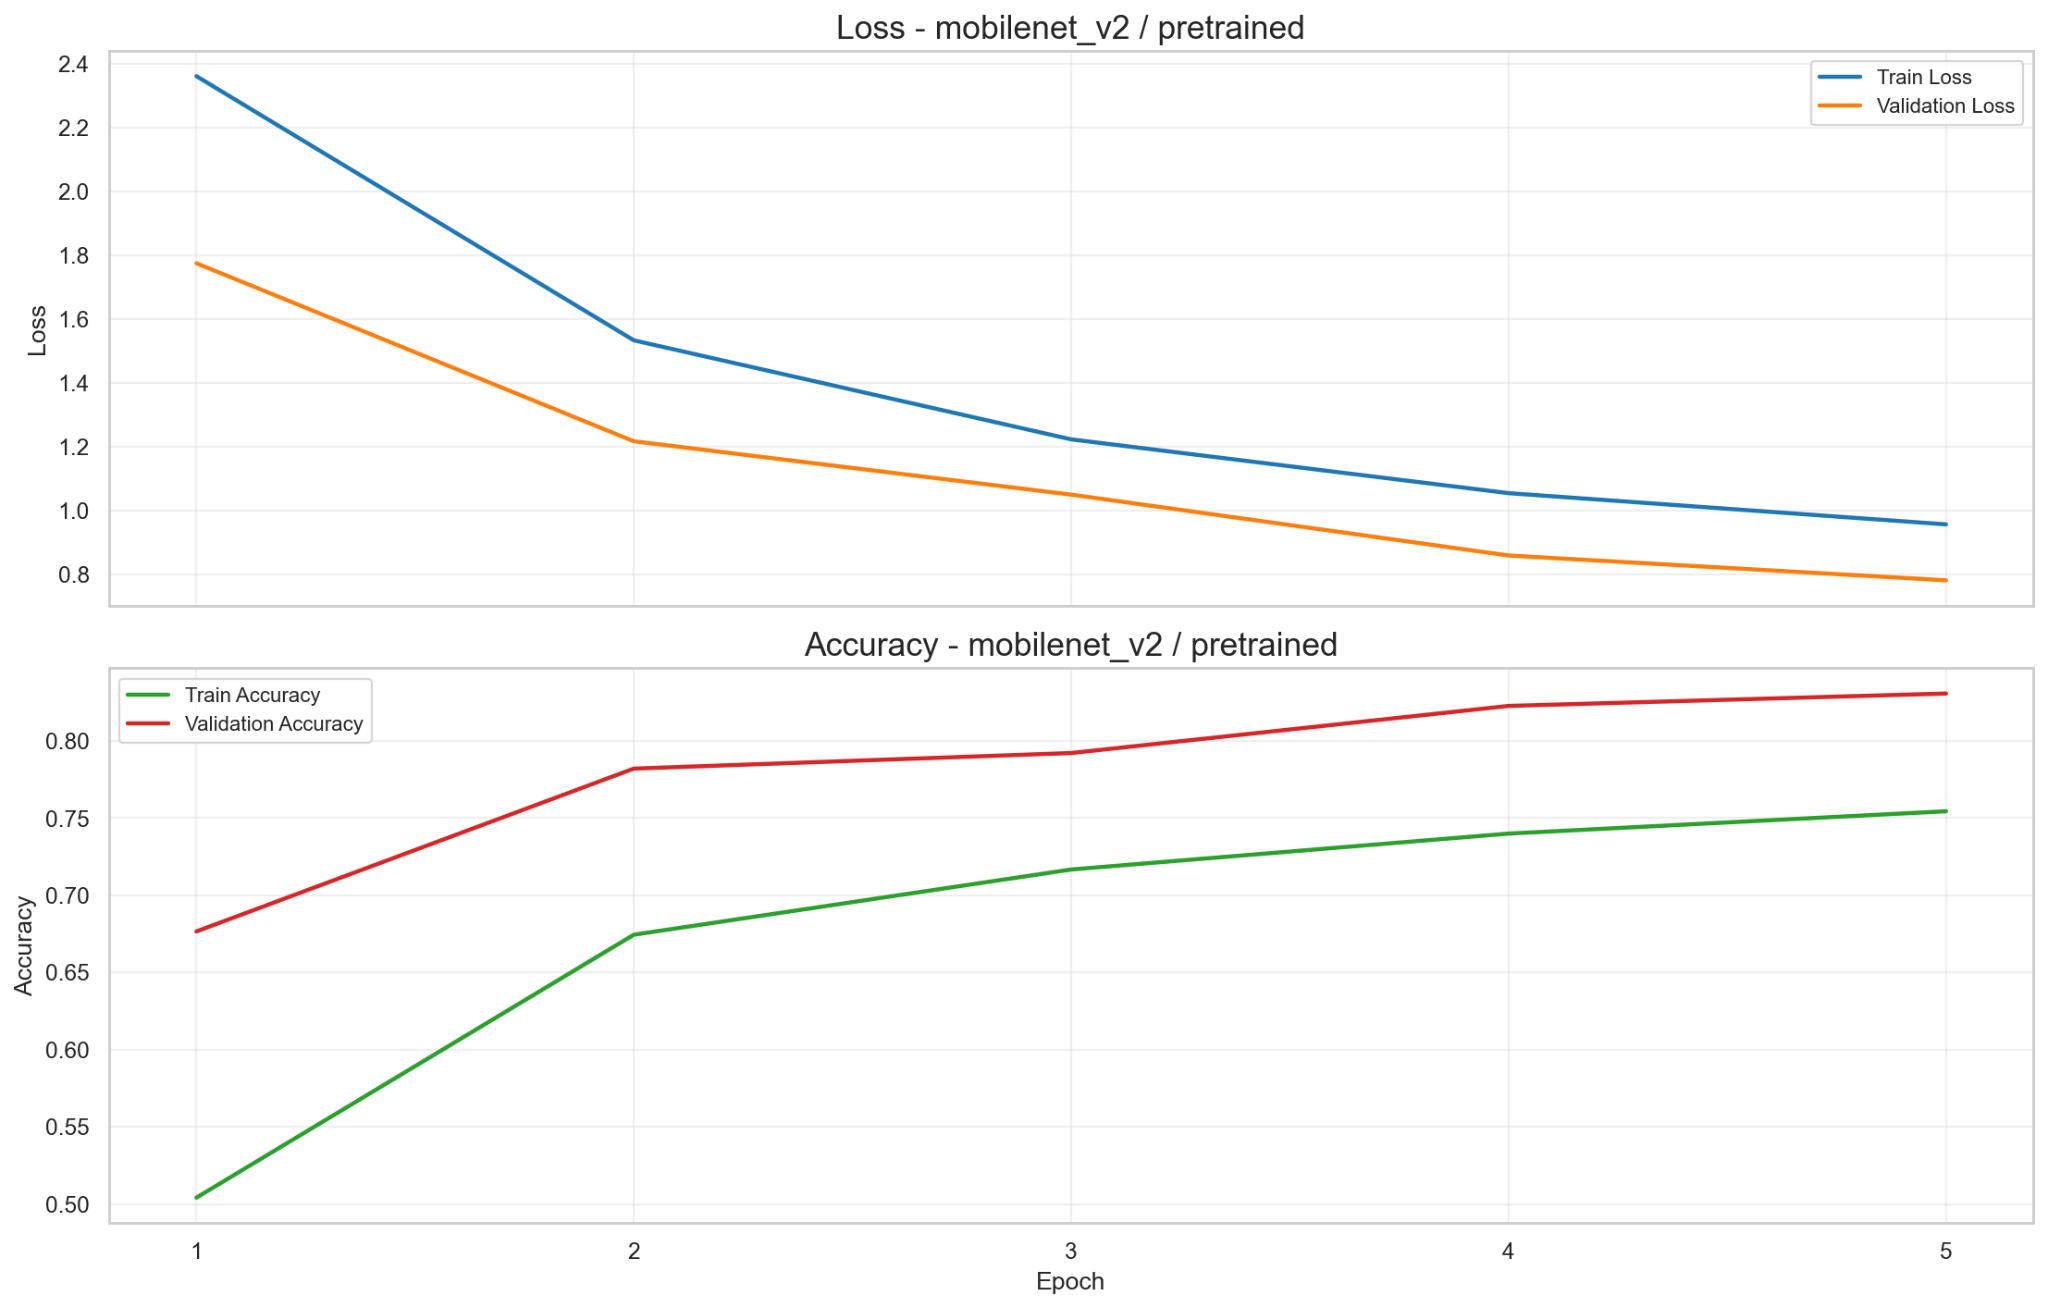 Loss - mobilenet_v2 / pretrained
2.4
2.2
2.0
1.8
1.6
1.4
1.2
1.0
0.8
Loss
Train Loss
Validation Loss
Accuracy - mobilenet_v2 / pretrained
Train Accuracy
Validation Accuracy
0.80
0.75
0.70
0.65
0.60
0.55
0.50
Accuracy
1 2 3 4 5
Epoch